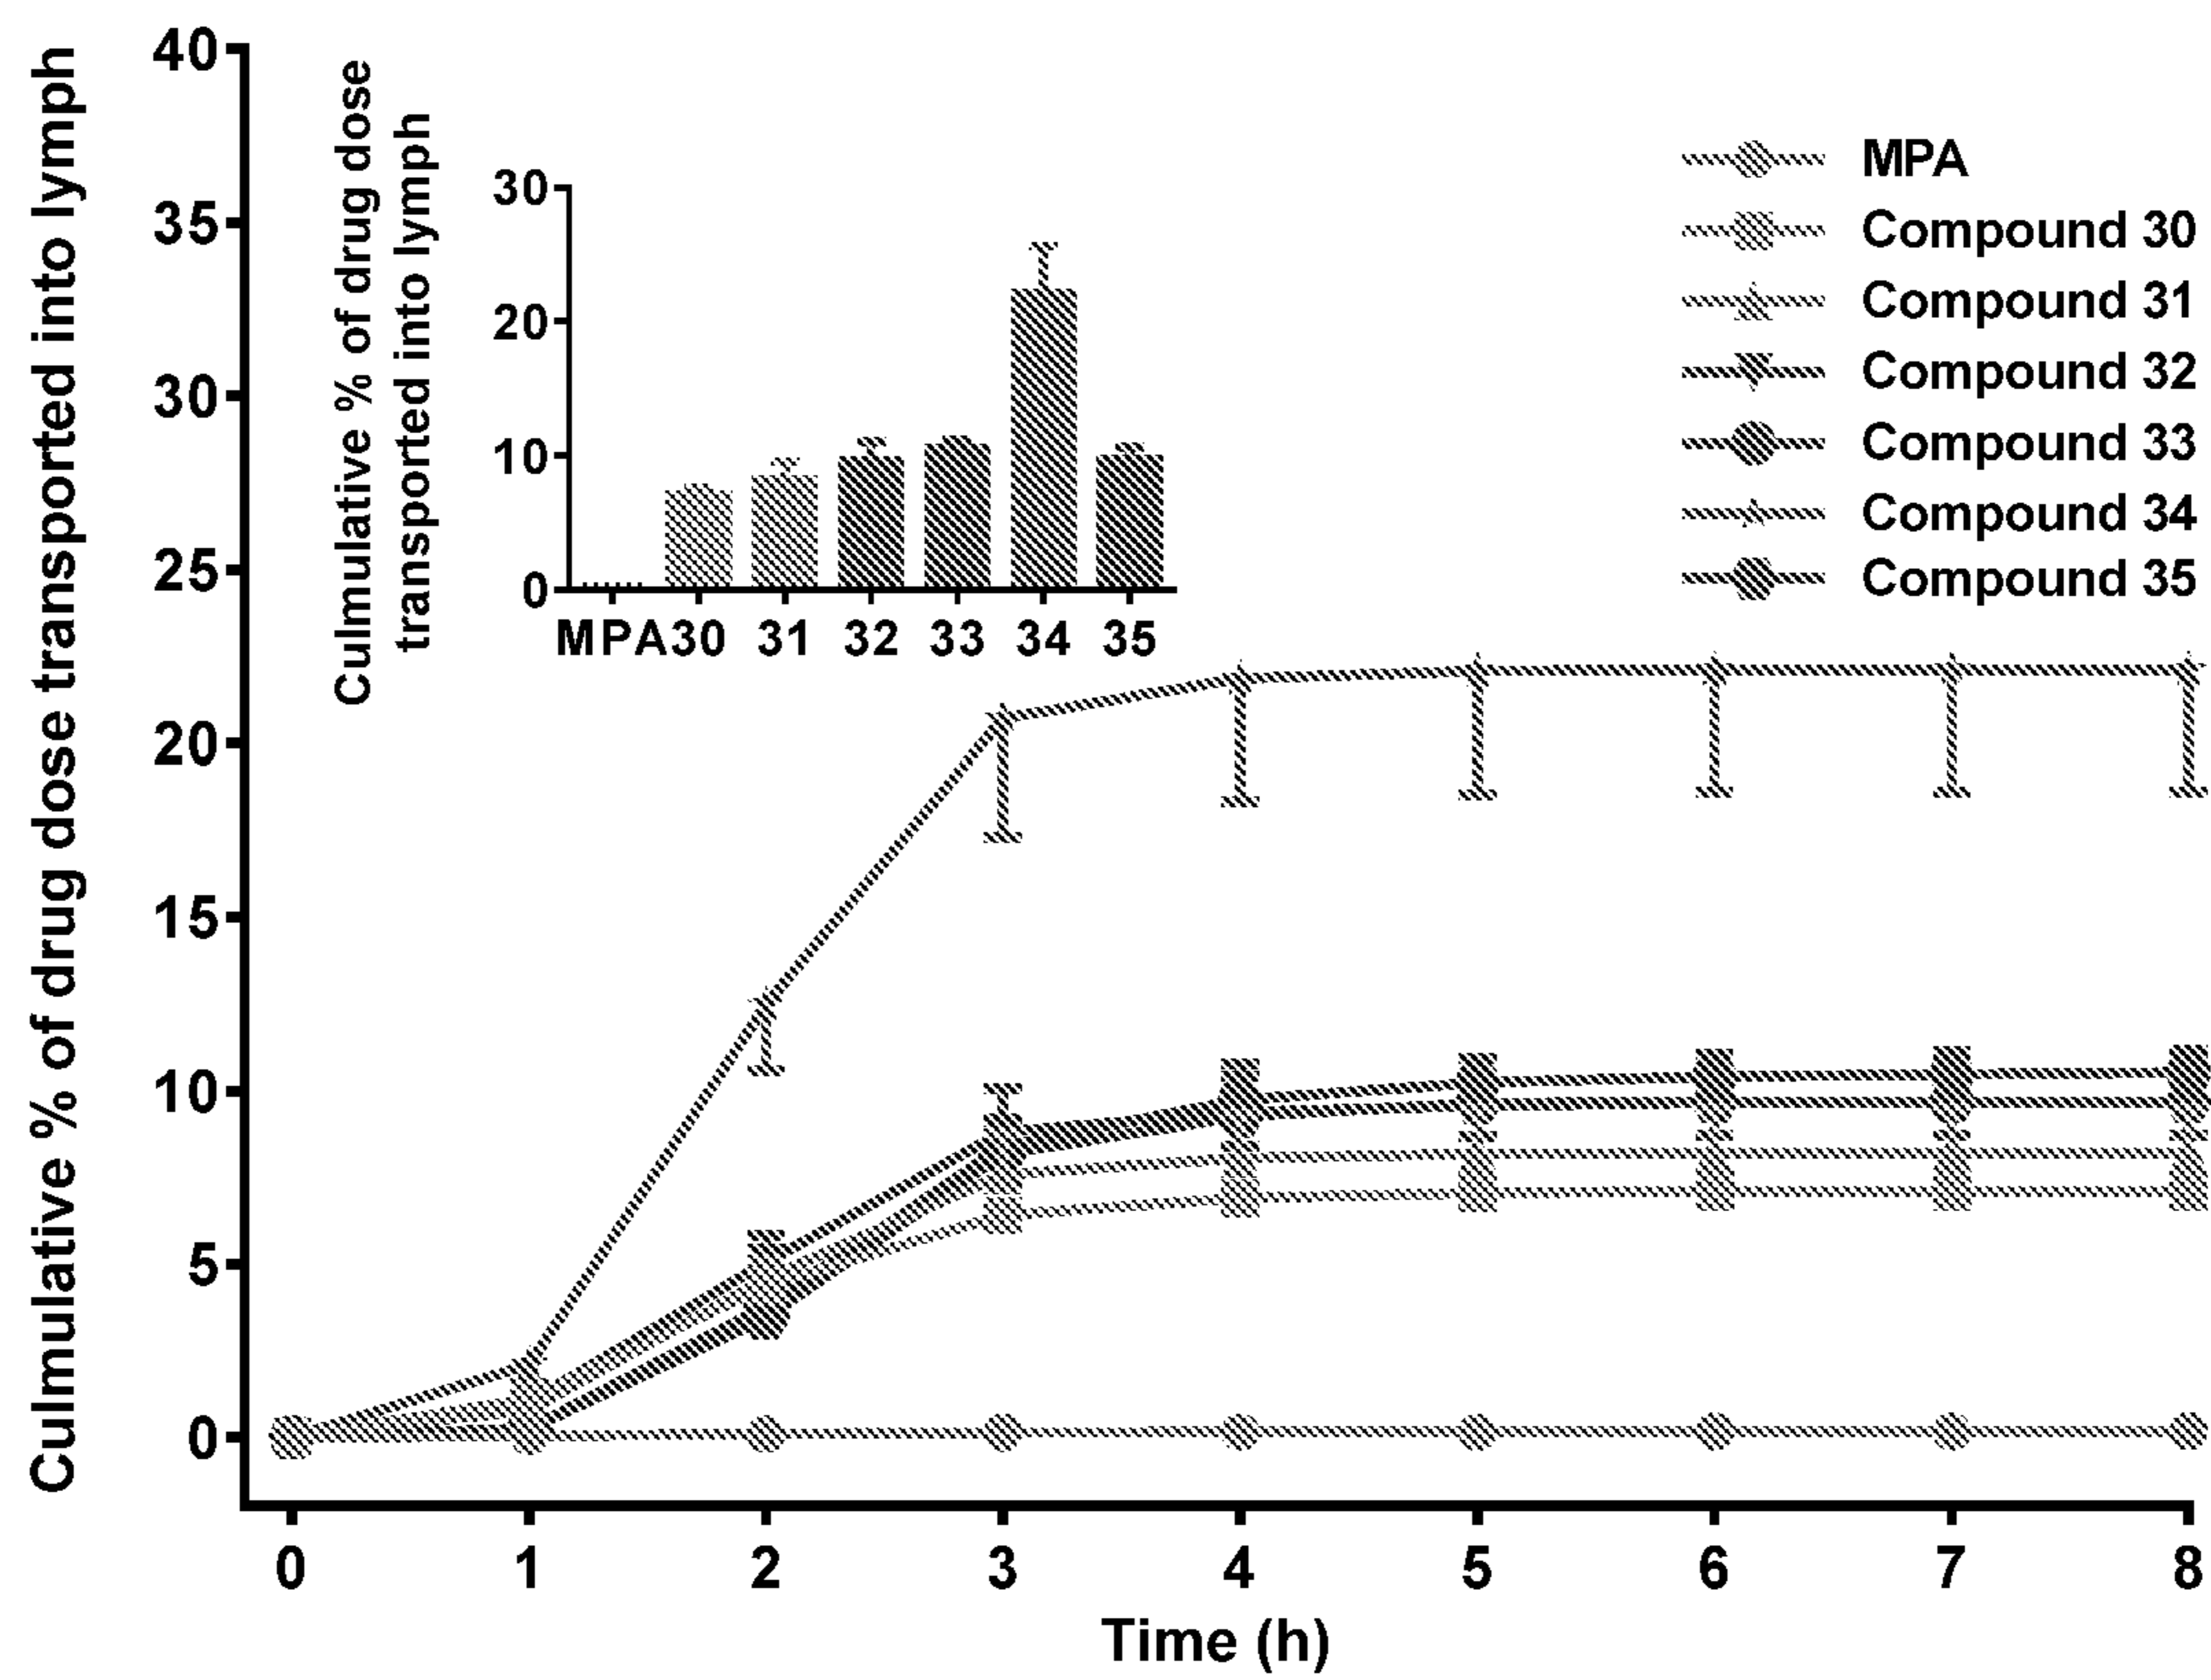 Culmulative % of drug dose transported into lymph
40
35
30
25
20
15
10
5
0
Culmulative % of drug dose
transported into lymph
30
20
10
0
MPA 30 31 32 33 34 35
MPA
Compound 30
Compound 31
Compound 32
Compound 33
Compound 34
Compound 35
0 1 2 3 4 5 6 7 8
Time (h)